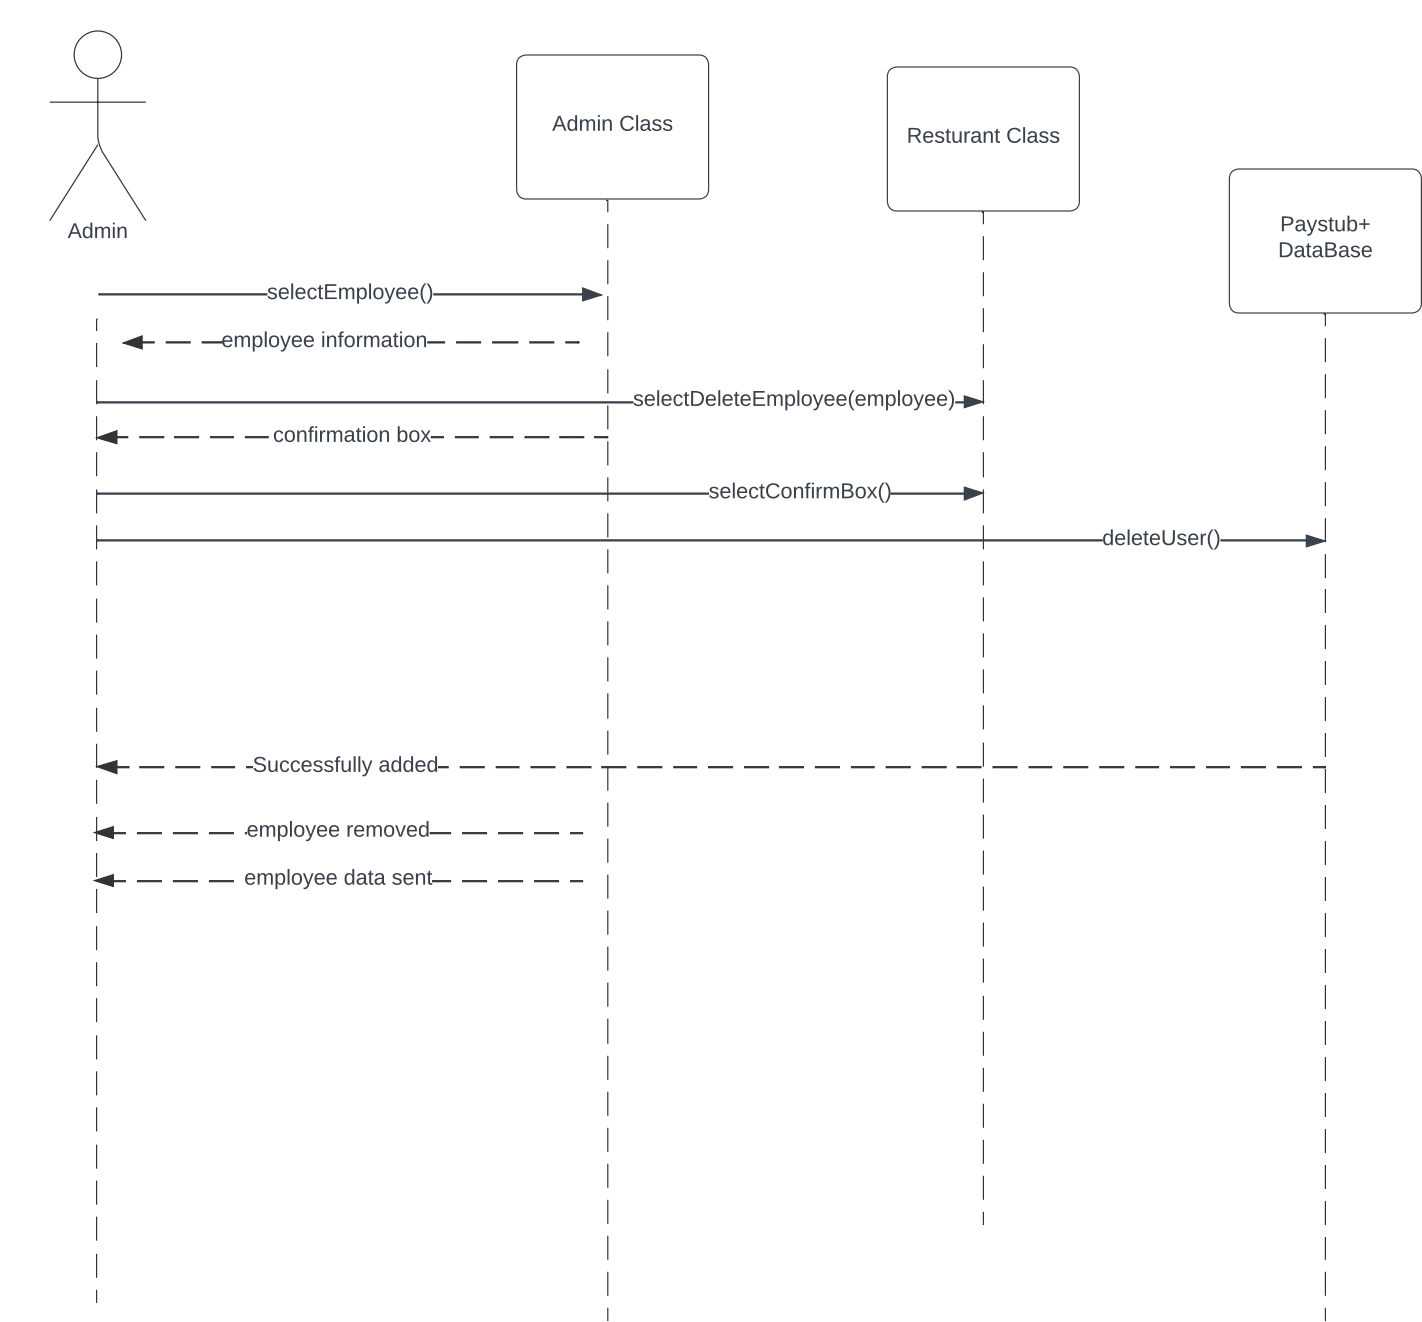 Admin Class
Resturant Class
Paystub+
DataBase
Admin
selectEmployee()
employee information
selectDeleteEmployee(employee)
confirmation box
selectConfirmBox()
deleteUser()
Successfully added
employee removed
employee data sent